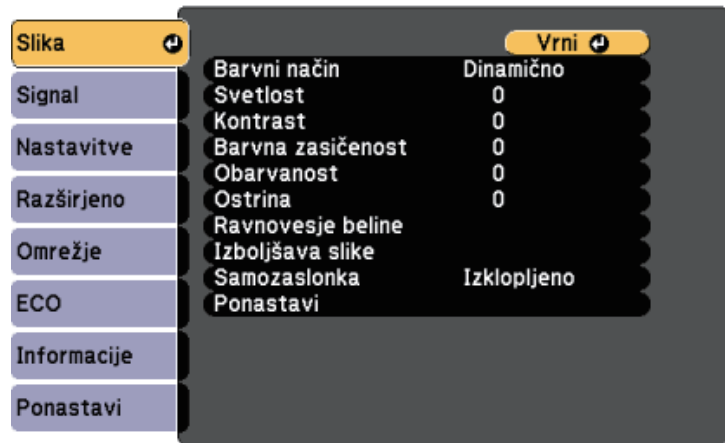 Slika
Signal
Nastavitve
Razširjeno
Omrežje
ECO
Informacije
Ponastavi
Vrni
Barvni način Dinamično
Svetlost 0
Kontrast 0
Barvna zasičenost 0
Obarvanost 0
Ostrina 0
Ravnovesje beline
Izboljšava slike
Samozaslonka Izklopljeno
Ponastavi